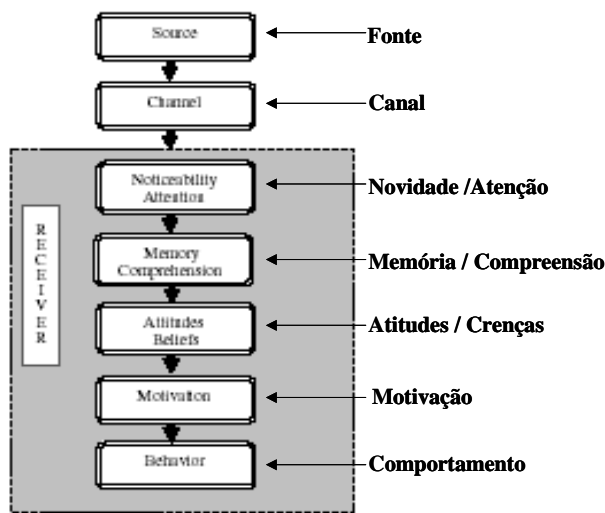 Source
Fonte
Channel
Canal
Noticeability
Attention
Novidade /Atenção
RECEIVER
Memory
Comprehension
Memória / Compreensão
Attitudes
Beliefs
Atitudes / Crenças
Motivation
Motivação
Behavior
Comportamento